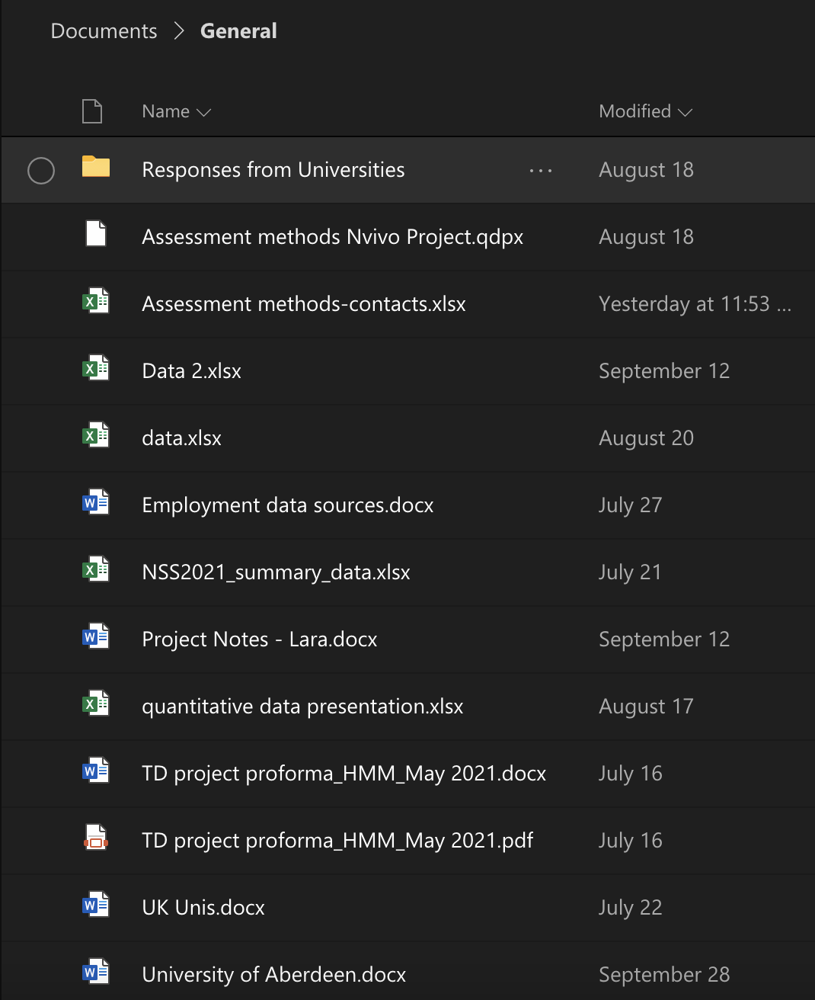 Documents > General
Name Modified
Responses from Universities ... August 18
Assessment methods Nvivo Project.qdpx August 18
Assessment methods-contacts.xlsx Yesterday at 11:53 ...
Data 2.xlsx September 12
data.xlsx August 20
Employment data sources.docx July 27
NSS2021_summary_data.xlsx July 21
Project Notes - Lara.docx September 12
quantitative data presentation.xlsx August 17
TD project proforma_HMM_May 2021.docx July 16
TD project proforma_HMM_May 2021.pdf July 16
UK Unis.docx July 22
University of Aberdeen.docx September 28